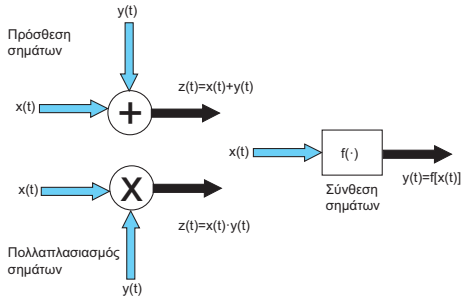 y(t)
Πρόσθεση
σημάτων
z(t)=x(t)+y(t)
x(t)
+
x(t)
f(·)
y(t)=f[x(t)]
Σύνθεση
σημάτων
x(t)
X
z(t)=x(t)·y(t)
Πολλαπλασιασμός
σημάτων
y(t)